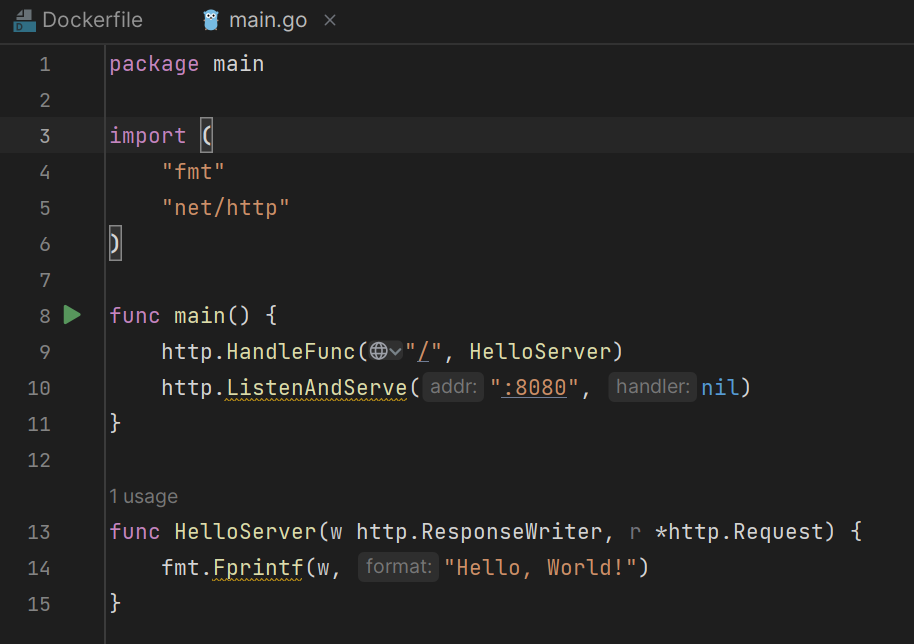 Dockerfile main.go ×
1 package main
2
3 import (
4 "fmt"
5 "net/http"
6 )
7
8 func main() {
9 http.HandleFunc("/", HelloServer)
10 http.ListenAndServe( addr: ":8080", handler: nil)
11 }
12
1 usage
13 func HelloServer(w http.ResponseWriter, r *http.Request) {
14 fmt.Fprintf(w, format: "Hello, World!")
15 }